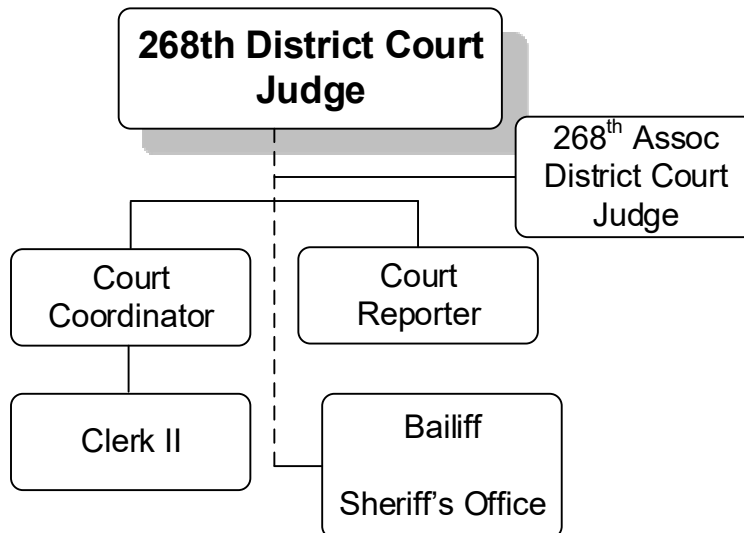 268th District Court
Judge
268th Assoc
District Court
Judge
Court
Coordinator
Court
Reporter
Clerk II
Bailiff
Sheriff’s Office